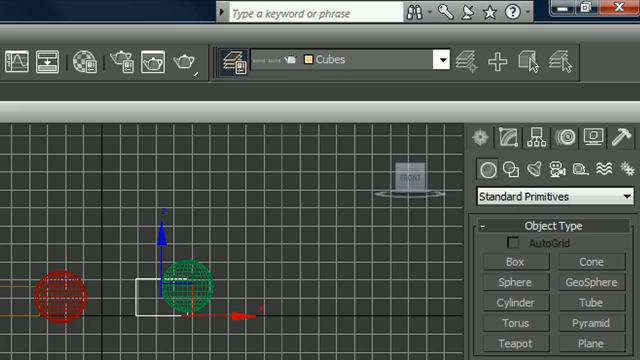 Type a keyword or phrase
Cubes
FRONT
Standard Primitives
- Object Type
AutoGrid
Box Cone
Sphere GeoSphere
Cylinder Tube
Torus Pyramid
Teapot Plane
z
x